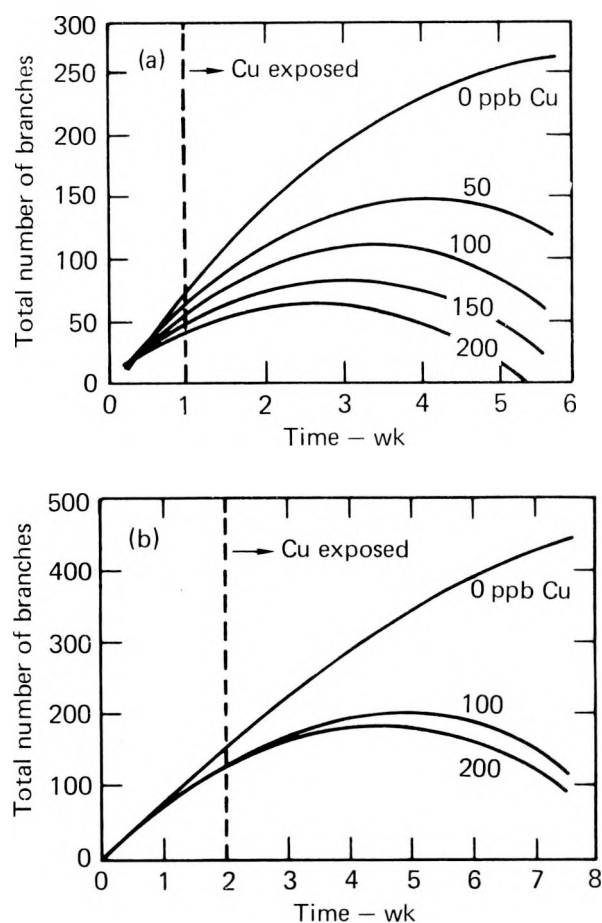 300
250
200
150
100
50
0
(a)
Cu exposed
0 ppb Cu
50
100
150
200
Total number of branches
0 1 2 3 4 5 6
Time – wk
500
400
300
200
100
0
(b)
Cu exposed
0 ppb Cu
100
200
Total number of branches
0 1 2 3 4 5 6 7 8
Time – wk